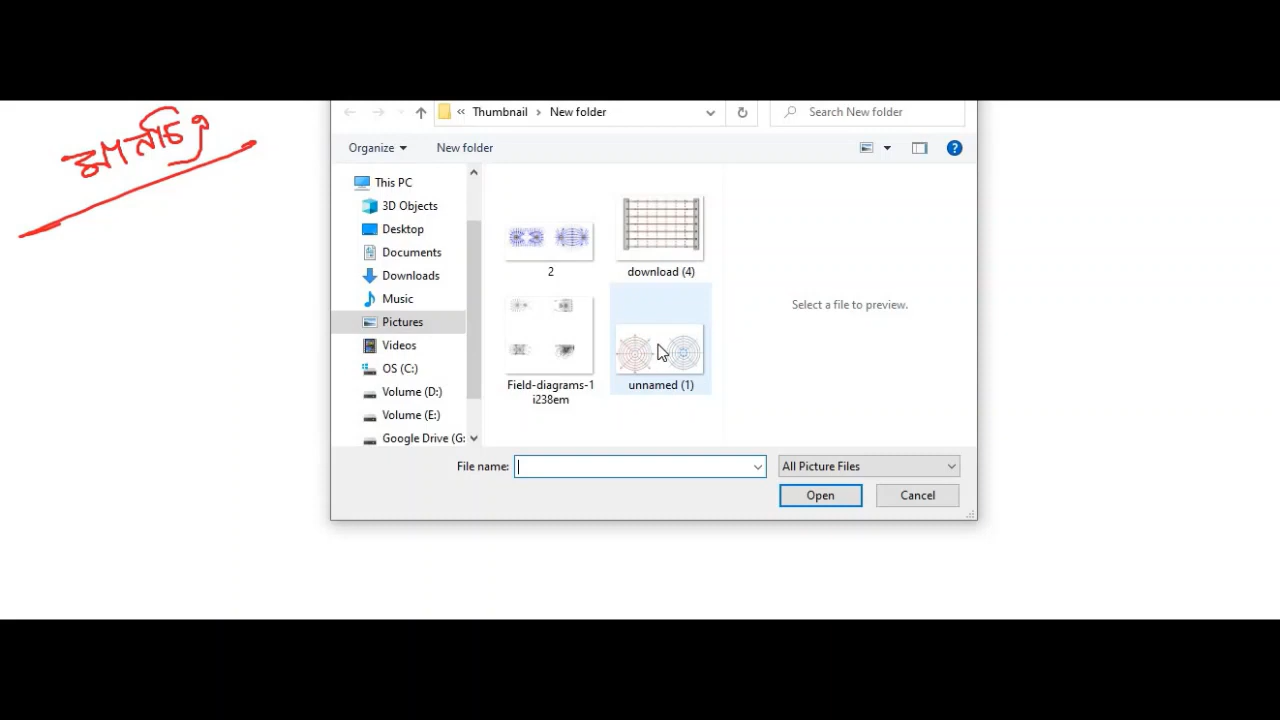 মানচিত্র
« Thumbnail › New folder
Search New folder
Organize
New folder
This PC
3D Objects
Desktop
Documents
Downloads
Music
Pictures
Videos
OS (C:)
Volume (D:)
Volume (E:)
Google Drive (G:
2
download (4)
Field-diagrams-1
i238em
unnamed (1)
Select a file to preview.
File name:
All Picture Files
Open
Cancel